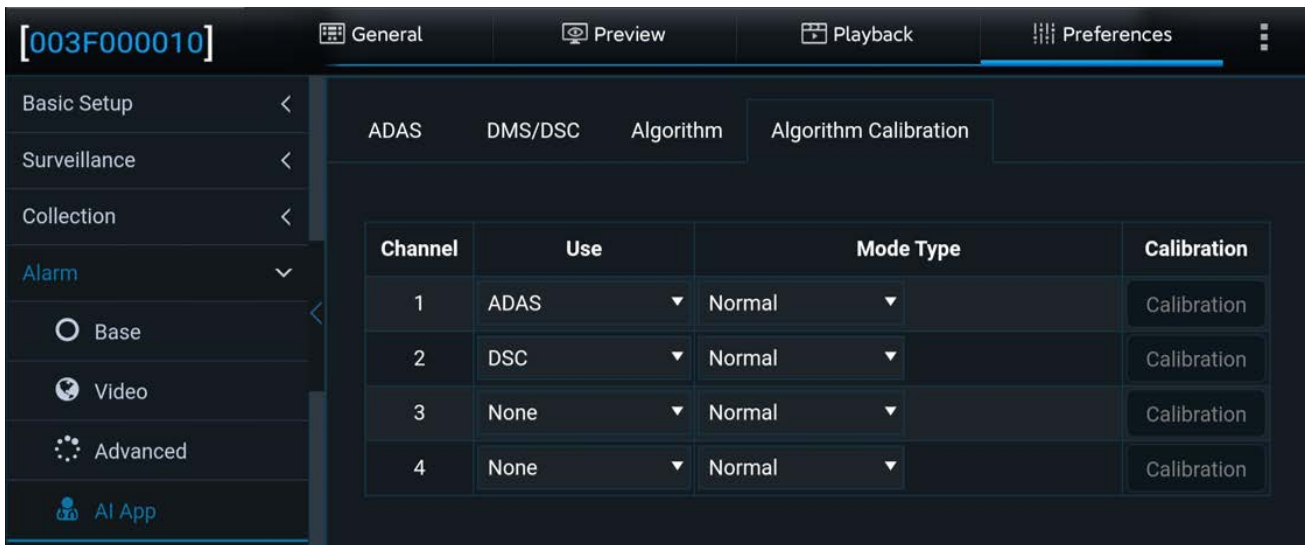 [003F000010]
General
Preview
Playback
Preferences
Basic Setup
Surveillance
Collection
Alarm
Base
Video
Advanced
AI App
ADAS
DMS/DSC
Algorithm
Algorithm Calibration
Channel Use Mode Type Calibration
1 ADAS Normal Calibration
2 DSC Normal Calibration
3 None Normal Calibration
4 None Normal Calibration